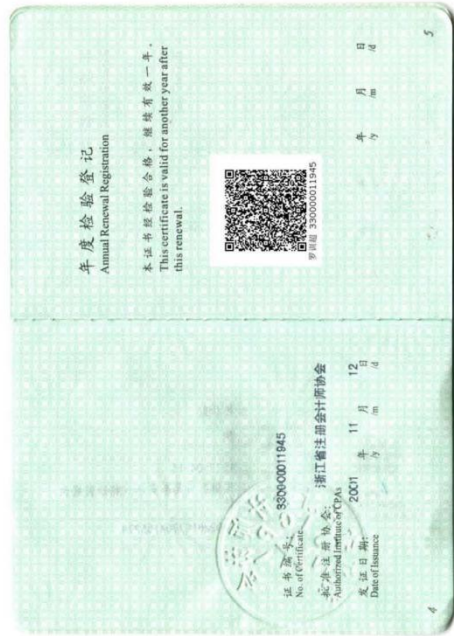 年度检验登记
Annual Renewal Registration
本证书经检验合格，继续有效一年。
This certificate is valid for another year after
this renewal.
罗训超 330000011945
年 月 日
/y /m /d
5
证书编号:
No. of Certificate
330000011945
批准注册协会:
Authorized Institute of CPAs
浙江省注册会计师协会
发证日期:
Date of Issuance
2001 年 11 月 12 日
/y /m /d
4